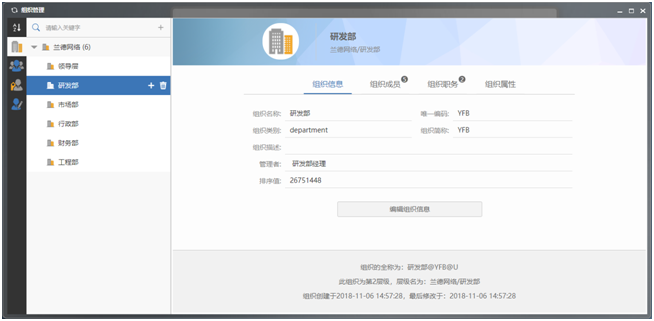 组织管理
请输入关键字
兰德网络 (6)
领导层
研发部
市场部
行政部
财务部
工程部
研发部
兰德网络/研发部
组织信息 组织成员 5 组织职务 2 组织属性
组织名称: 研发部 唯一编码: YFB
组织类别: department 组织简称: YFB
组织描述:
管理者: 研发部经理
排序值: 26751448
编辑组织信息
组织的全称为：研发部@YFB@U
此组织为第2层级，层级名为：兰德网络/研发部
组织创建于2018-11-06 14:57:28，最后修改于：2018-11-06 14:57:28